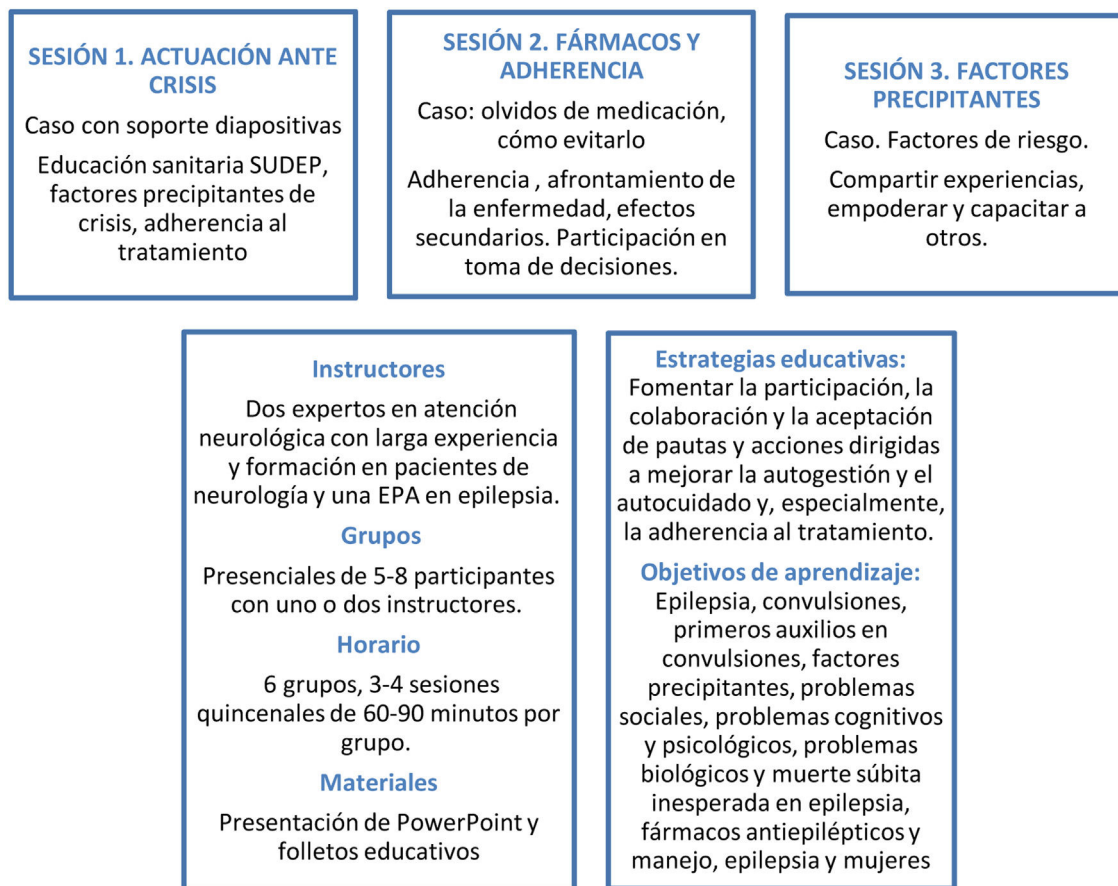 SESIÓN 1. ACTUACIÓN ANTE
CRISIS
Caso con soporte diapositivas
Educación sanitaria SUDEP,
factores precipitantes de
crisis, adherencia al
tratamiento
SESIÓN 2. FÁRMACOS Y
ADHERENCIA
Caso: olvidos de medicación,
cómo evitarlo
Adherencia , afrontamiento de
la enfermedad, efectos
secundarios. Participación en
toma de decisiones.
SESIÓN 3. FACTORES
PRECIPITANTES
Caso. Factores de riesgo.
Compartir experiencias,
empoderar y capacitar a
otros.
Instructores
Dos expertos en atención
neurológica con larga experiencia
y formación en pacientes de
neurología y una EPA en epilepsia.
Grupos
Presenciales de 5-8 participantes
con uno o dos instructores.
Horario
6 grupos, 3-4 sesiones
quincenales de 60-90 minutos por
grupo.
Materiales
Presentación de PowerPoint y
folletos educativos
Estrategias educativas:
Fomentar la participación, la
colaboración y la aceptación
de pautas y acciones dirigidas
a mejorar la autogestión y el
autocuidado y, especialmente,
la adherencia al tratamiento.
Objetivos de aprendizaje:
Epilepsia, convulsiones,
primeros auxilios en
convulsiones, factores
precipitantes, problemas
sociales, problemas cognitivos
y psicológicos, problemas
biológicos y muerte súbita
inesperada en epilepsia,
fármacos antiepilépticos y
manejo, epilepsia y mujeres